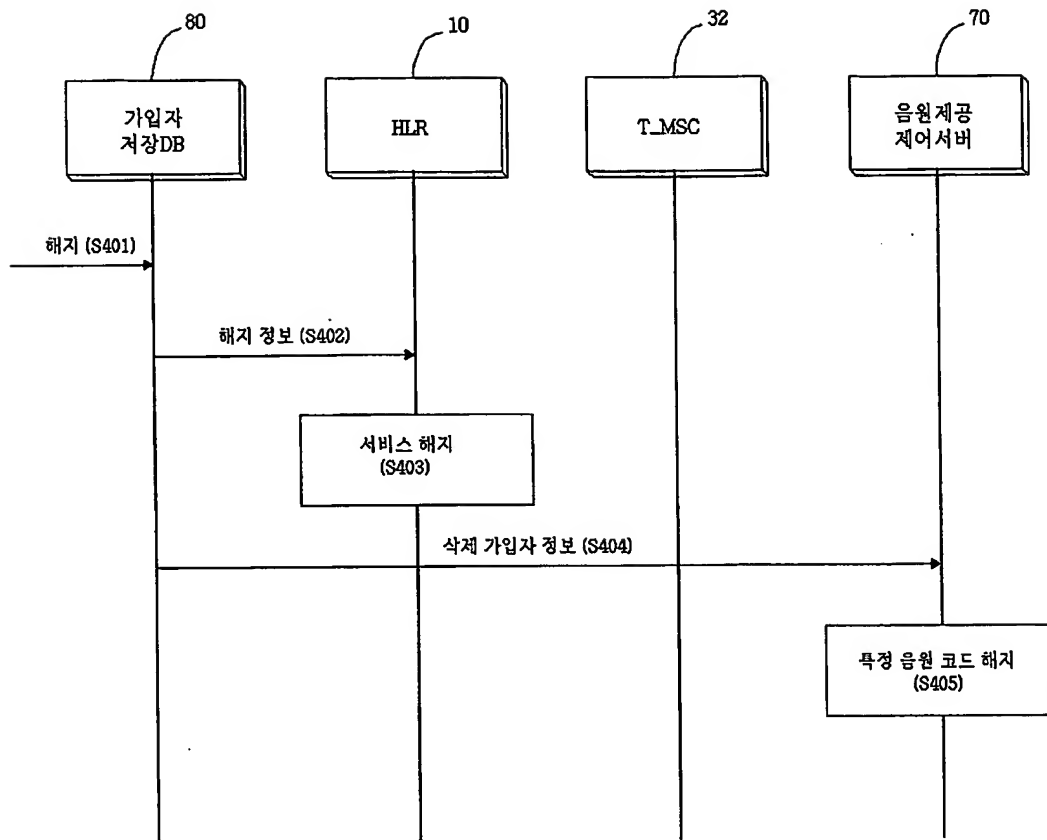 80
10
32
70
가입자
저장DB
HLR
T_MSC
음원제공
제어서버
해지 (S401)
해지 정보 (S402)
서비스 해지
(S403)
삭제 가입자 정보 (S404)
특정 음원 코드 해지
(S405)